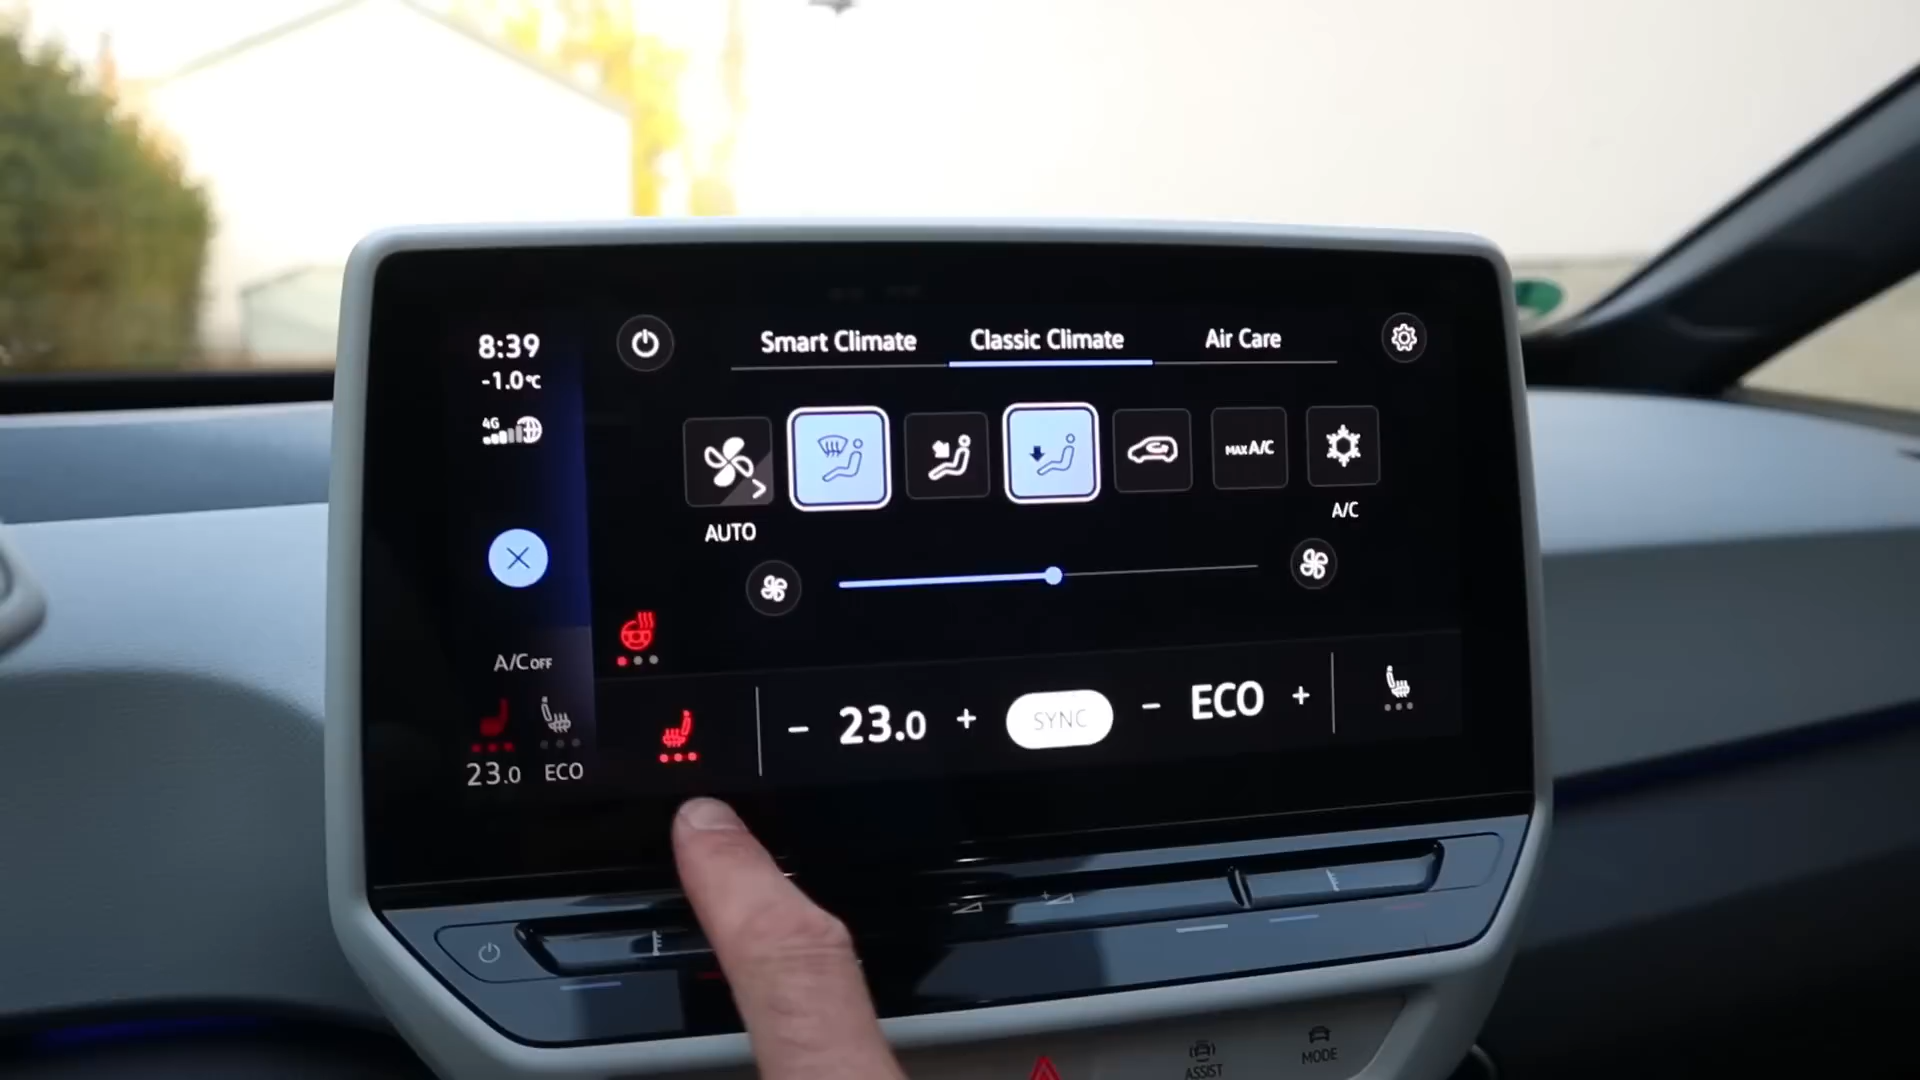 8:39
-1.0°C
4G
Smart Climate
Classic Climate
Air Care
MAX A/C
AUTO
A/C
A/C OFF
23.0
ECO
- 23.0 +
SYNC
- ECO +
ASSIST
MODE